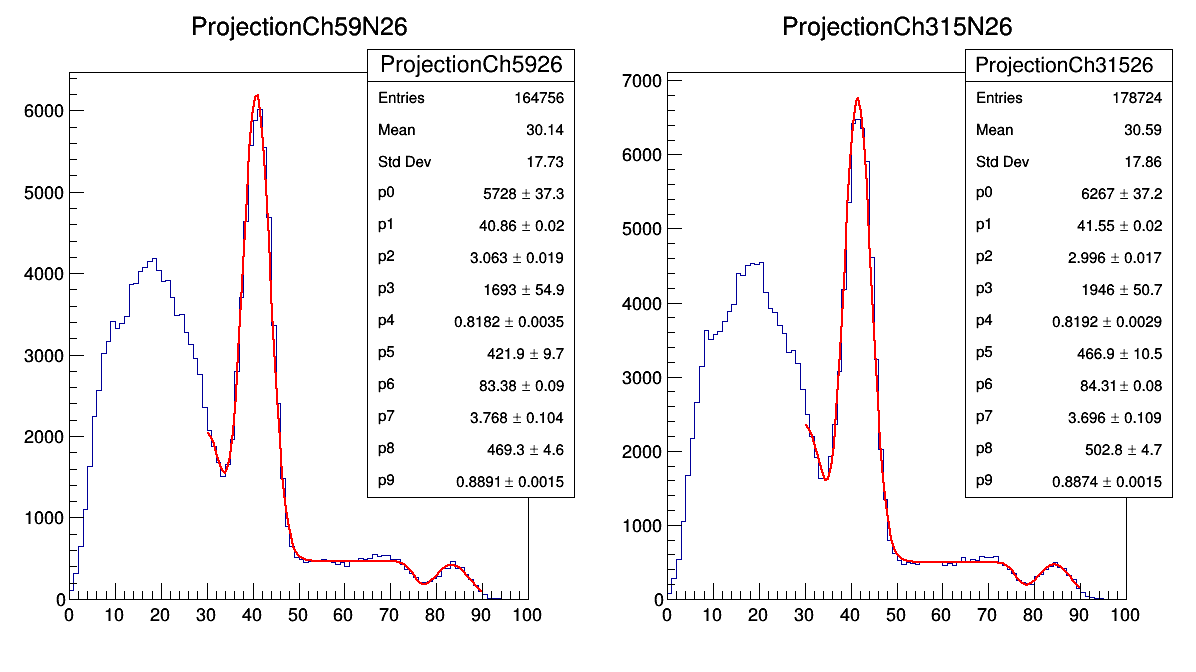 ProjectionCh59N26
ProjectionCh5926
Entries 164756
Mean 30.14
Std Dev 17.73
p0 5728 ± 37.3
p1 40.86 ± 0.02
p2 3.063 ± 0.019
p3 1693 ± 54.9
p4 0.8182 ± 0.0035
p5 421.9 ± 9.7
p6 83.38 ± 0.09
p7 3.768 ± 0.104
p8 469.3 ± 4.6
p9 0.8891 ± 0.0015
6000
5000
4000
3000
2000
1000
0
0 10 20 30 40 50 60 70 80 90 100
ProjectionCh315N26
ProjectionCh31526
Entries 178724
Mean 30.59
Std Dev 17.86
p0 6267 ± 37.2
p1 41.55 ± 0.02
p2 2.996 ± 0.017
p3 1946 ± 50.7
p4 0.8192 ± 0.0029
p5 466.9 ± 10.5
p6 84.31 ± 0.08
p7 3.696 ± 0.109
p8 502.8 ± 4.7
p9 0.8874 ± 0.0015
7000
6000
5000
4000
3000
2000
1000
0
0 10 20 30 40 50 60 70 80 90 100